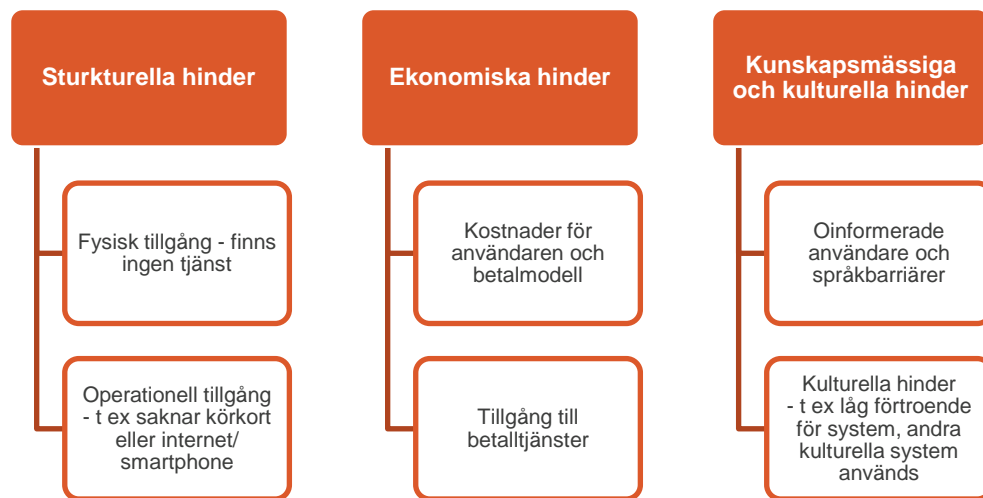 Sturkturella hinder
Fysisk tillgång - finns
ingen tjänst
Operationell tillgång
- t ex saknar körkort
eller internet/
smartphone
Ekonomiska hinder
Kostnader för
användaren och
betalmodell
Tillgång till
betalltjänster
Kunskapsmässiga
och kulturella hinder
Oinformerade
användare och
språkbarriärer
Kulturella hinder
- t ex låg förtroende
för system, andra
kulturella system
används